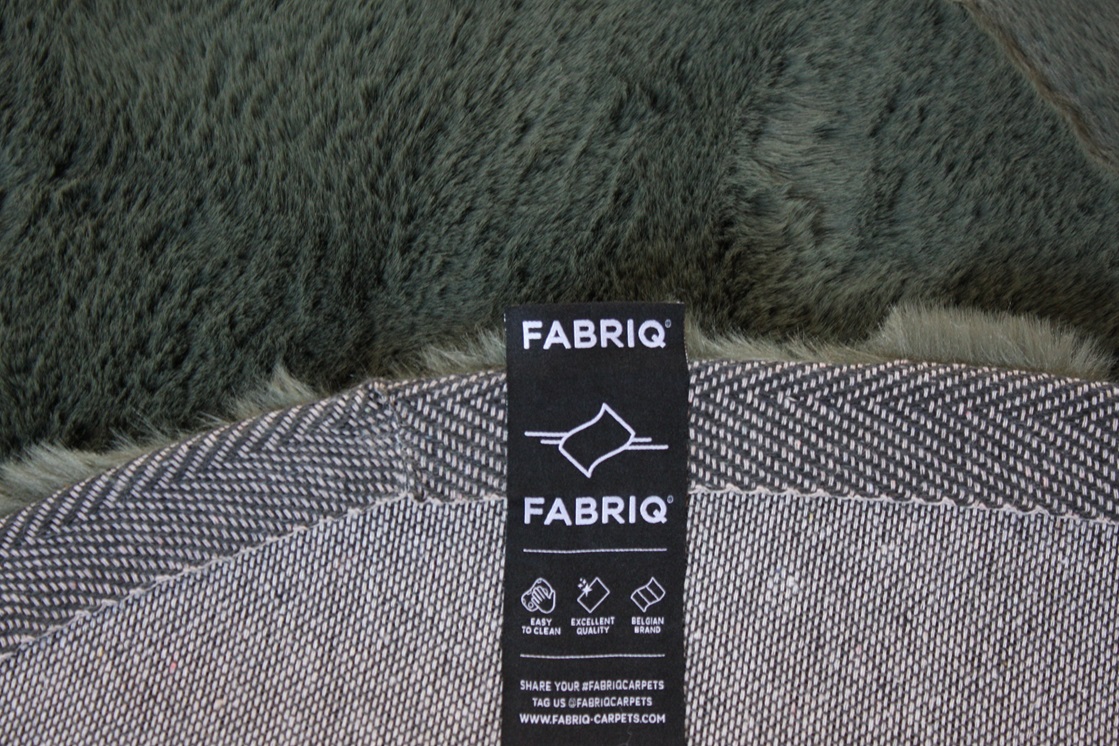 FABRIQ©
FABRIQ©
EASY TO CLEAN
EXCELLENT QUALITY
BELGIAN BRAND
SHARE YOUR #FABRIQCARPETS
TAG US @FABRIQCARPETS
WWW.FABRIQ-CARPETS.COM